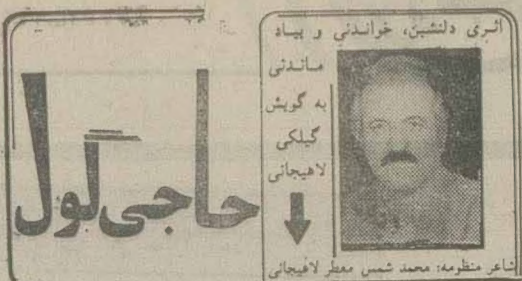 اثری دلنشین، خواندنی و بیاد
ماندنی
به گویش
گیلکی
لاهیجانی
شاعر منظومه: محمد شمس معطر لاهیجانی
حاجی گول